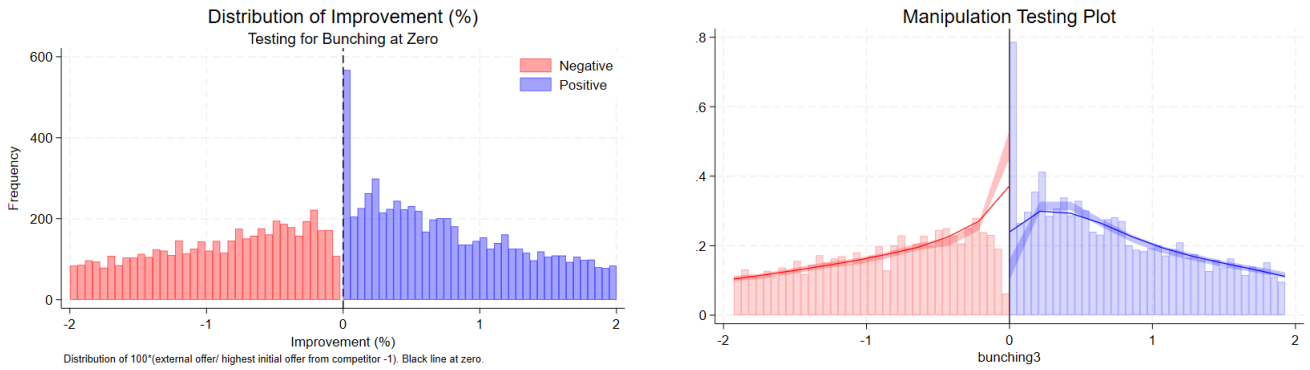 Distribution of Improvement (%)
Testing for Bunching at Zero
600
400
200
0
Frequency
Negative
Positive
-2
-1
0
1
2
Improvement (%)
Distribution of 100*(external offer/ highest initial offer from competitor -1). Black line at zero.
Manipulation Testing Plot
.8
.6
.4
.2
0
-2
-1
0
1
2
bunching3